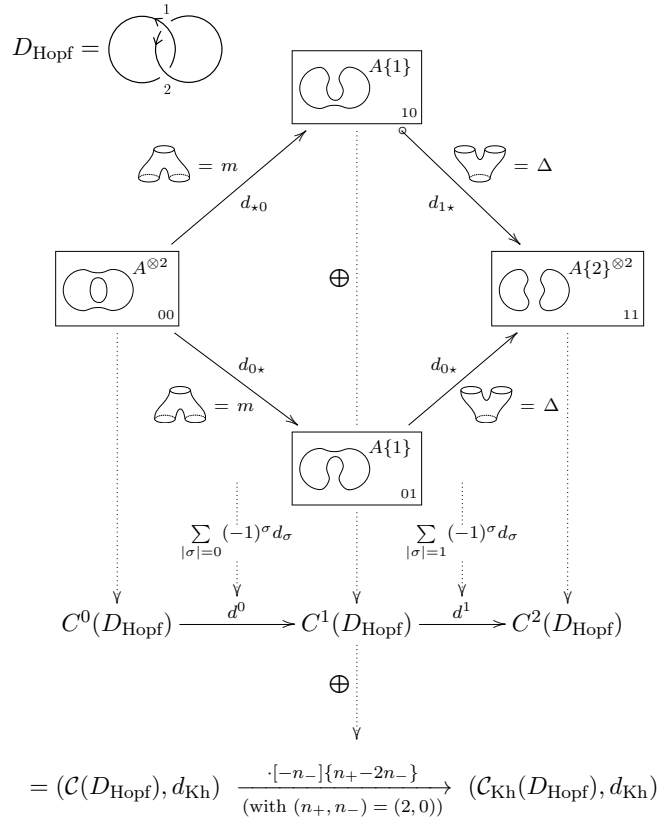 D_Hopf =
1
2
A{1}
10
= m
= Δ
d_{⋆0}
d_{1⋆}
A^{⊗2}
00
⊕
A{2}^{⊗2}
11
d_{0⋆}
d_{0⋆}
= m
= Δ
A{1}
01
∑_{|σ|=0} (-1)^σ d_σ
∑_{|σ|=1} (-1)^σ d_σ
C^0(D_Hopf) d^0 C^1(D_Hopf) d^1 C^2(D_Hopf)
⊕
= (𝒞(D_Hopf), d_Kh) ·[−n_−]{n_+−2n_−} (with (n_+, n_−) = (2, 0)) (𝒞_Kh(D_Hopf), d_Kh)